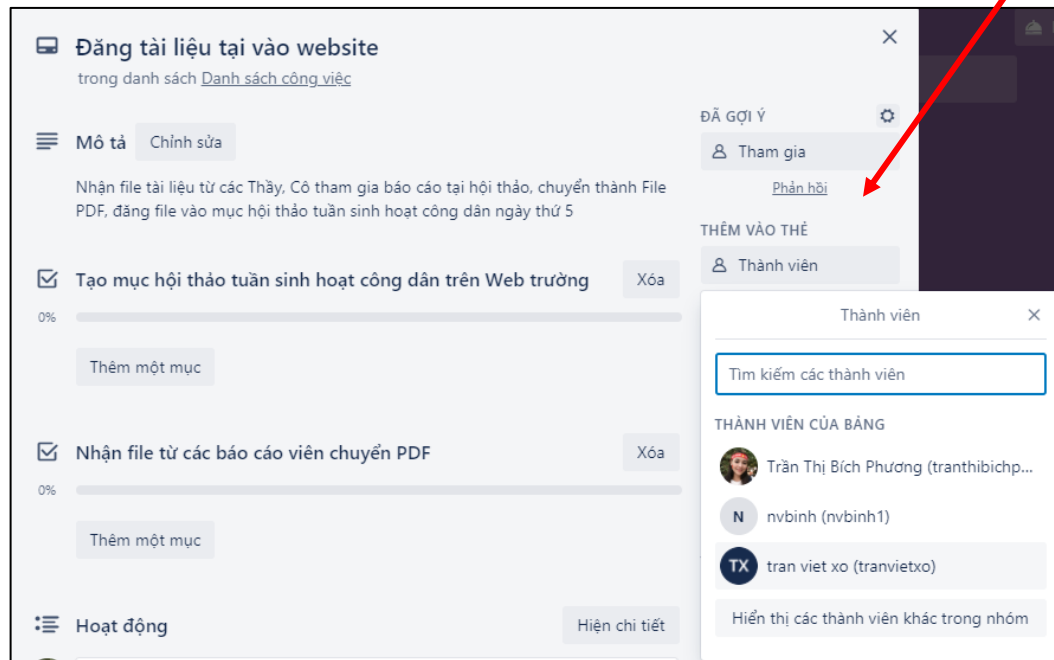 Đăng tài liệu tại vào website
trong danh sách Danh sách công việc
Mô tả
Chỉnh sửa
Nhận file tài liệu từ các Thầy, Cô tham gia báo cáo tại hội thảo, chuyển thành File
PDF, đăng file vào mục hội thảo tuần sinh hoạt công dân ngày thứ 5
Tạo mục hội thảo tuần sinh hoạt công dân trên Web trường
Xóa
0%
Thêm một mục
Nhận file từ các báo cáo viên chuyển PDF
Xóa
0%
Thêm một mục
Hoạt động
Hiện chi tiết
ĐÃ GỢI Ý
Tham gia
Phản hồi
THÊM VÀO THẺ
Thành viên
Thành viên
Tìm kiếm các thành viên
THÀNH VIÊN CỦA BẢNG
Trần Thị Bích Phương (tranthibichp...
N nvbinh (nvbinh1)
TX tran viet xo (tranvietxo)
Hiển thị các thành viên khác trong nhóm